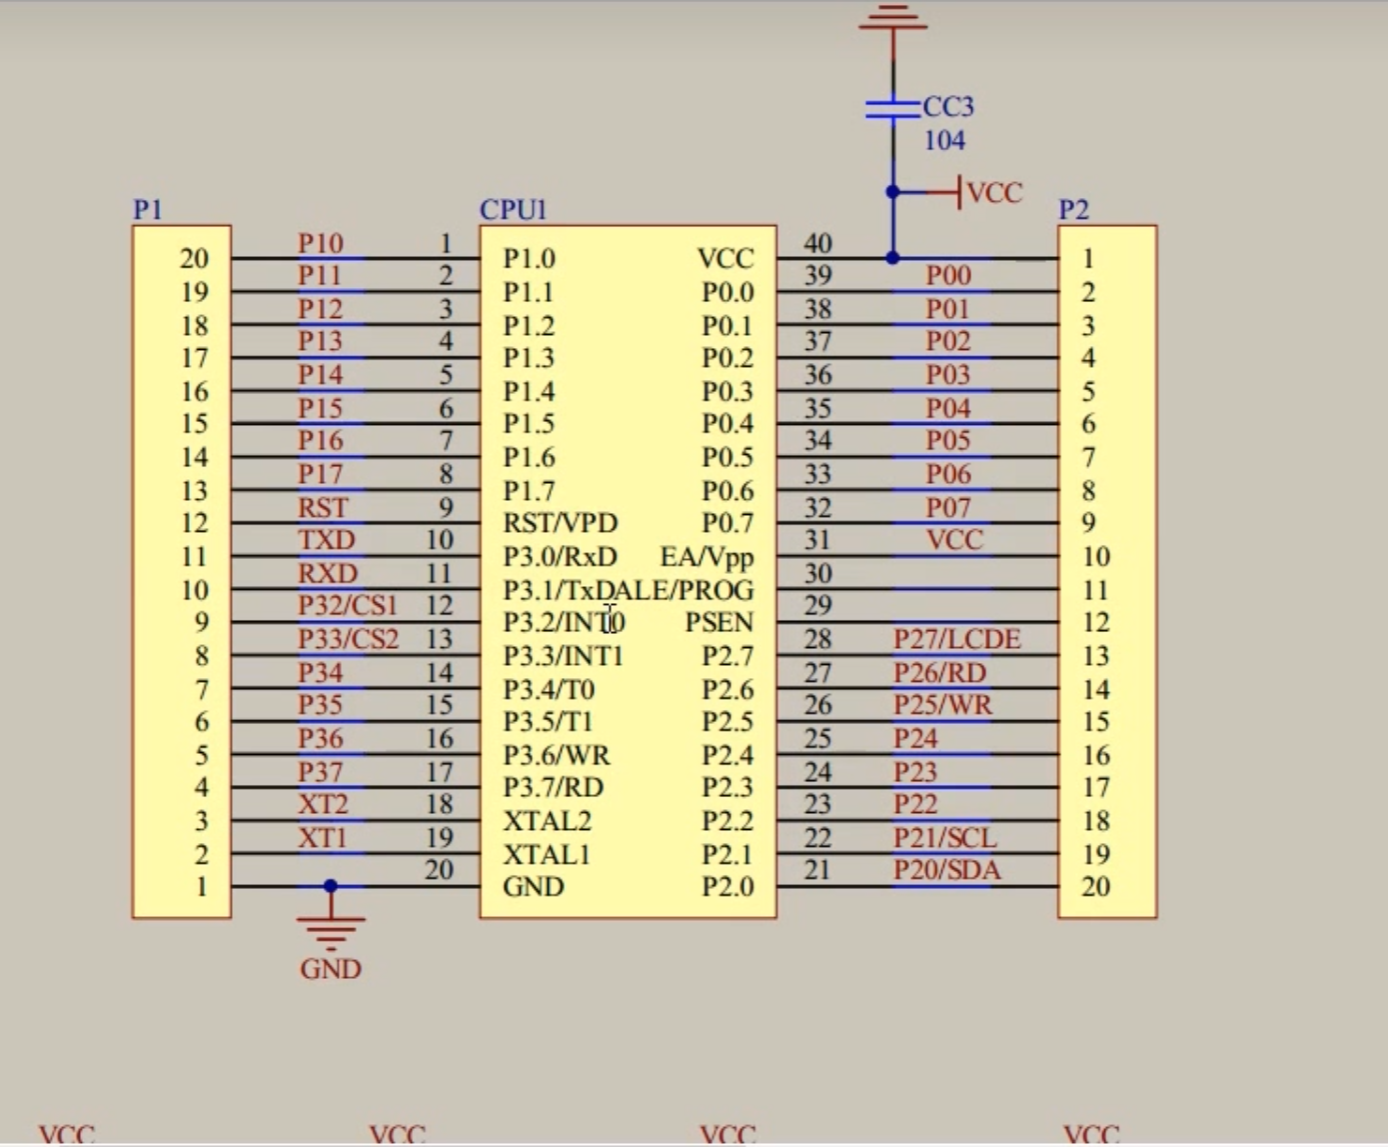 CC3
104
VCC
P1 CPU1 P2
20 P10 1 P1.0 VCC 40 1
19 P11 2 P1.1 P0.0 39 P00 2
18 P12 3 P1.2 P0.1 38 P01 3
17 P13 4 P1.3 P0.2 37 P02 4
16 P14 5 P1.4 P0.3 36 P03 5
15 P15 6 P1.5 P0.4 35 P04 6
14 P16 7 P1.6 P0.5 34 P05 7
13 P17 8 P1.7 P0.6 33 P06 8
12 RST 9 RST/VPD P0.7 32 P07 9
11 TXD 10 P3.0/RxD EA/Vpp 31 VCC 10
10 RXD 11 P3.1/TxD ALE/PROG 30 11
9 P32/CS1 12 P3.2/INT0 PSEN 29 12
8 P33/CS2 13 P3.3/INT1 P2.7 28 P27/LCDE 13
7 P34 14 P3.4/T0 P2.6 27 P26/RD 14
6 P35 15 P3.5/T1 P2.5 26 P25/WR 15
5 P36 16 P3.6/WR P2.4 25 P24 16
4 P37 17 P3.7/RD P2.3 24 P23 17
3 XT2 18 XTAL2 P2.2 23 P22 18
2 XT1 19 XTAL1 P2.1 22 P21/SCL 19
1 20 GND P2.0 21 P20/SDA 20
GND
VCC VCC VCC VCC